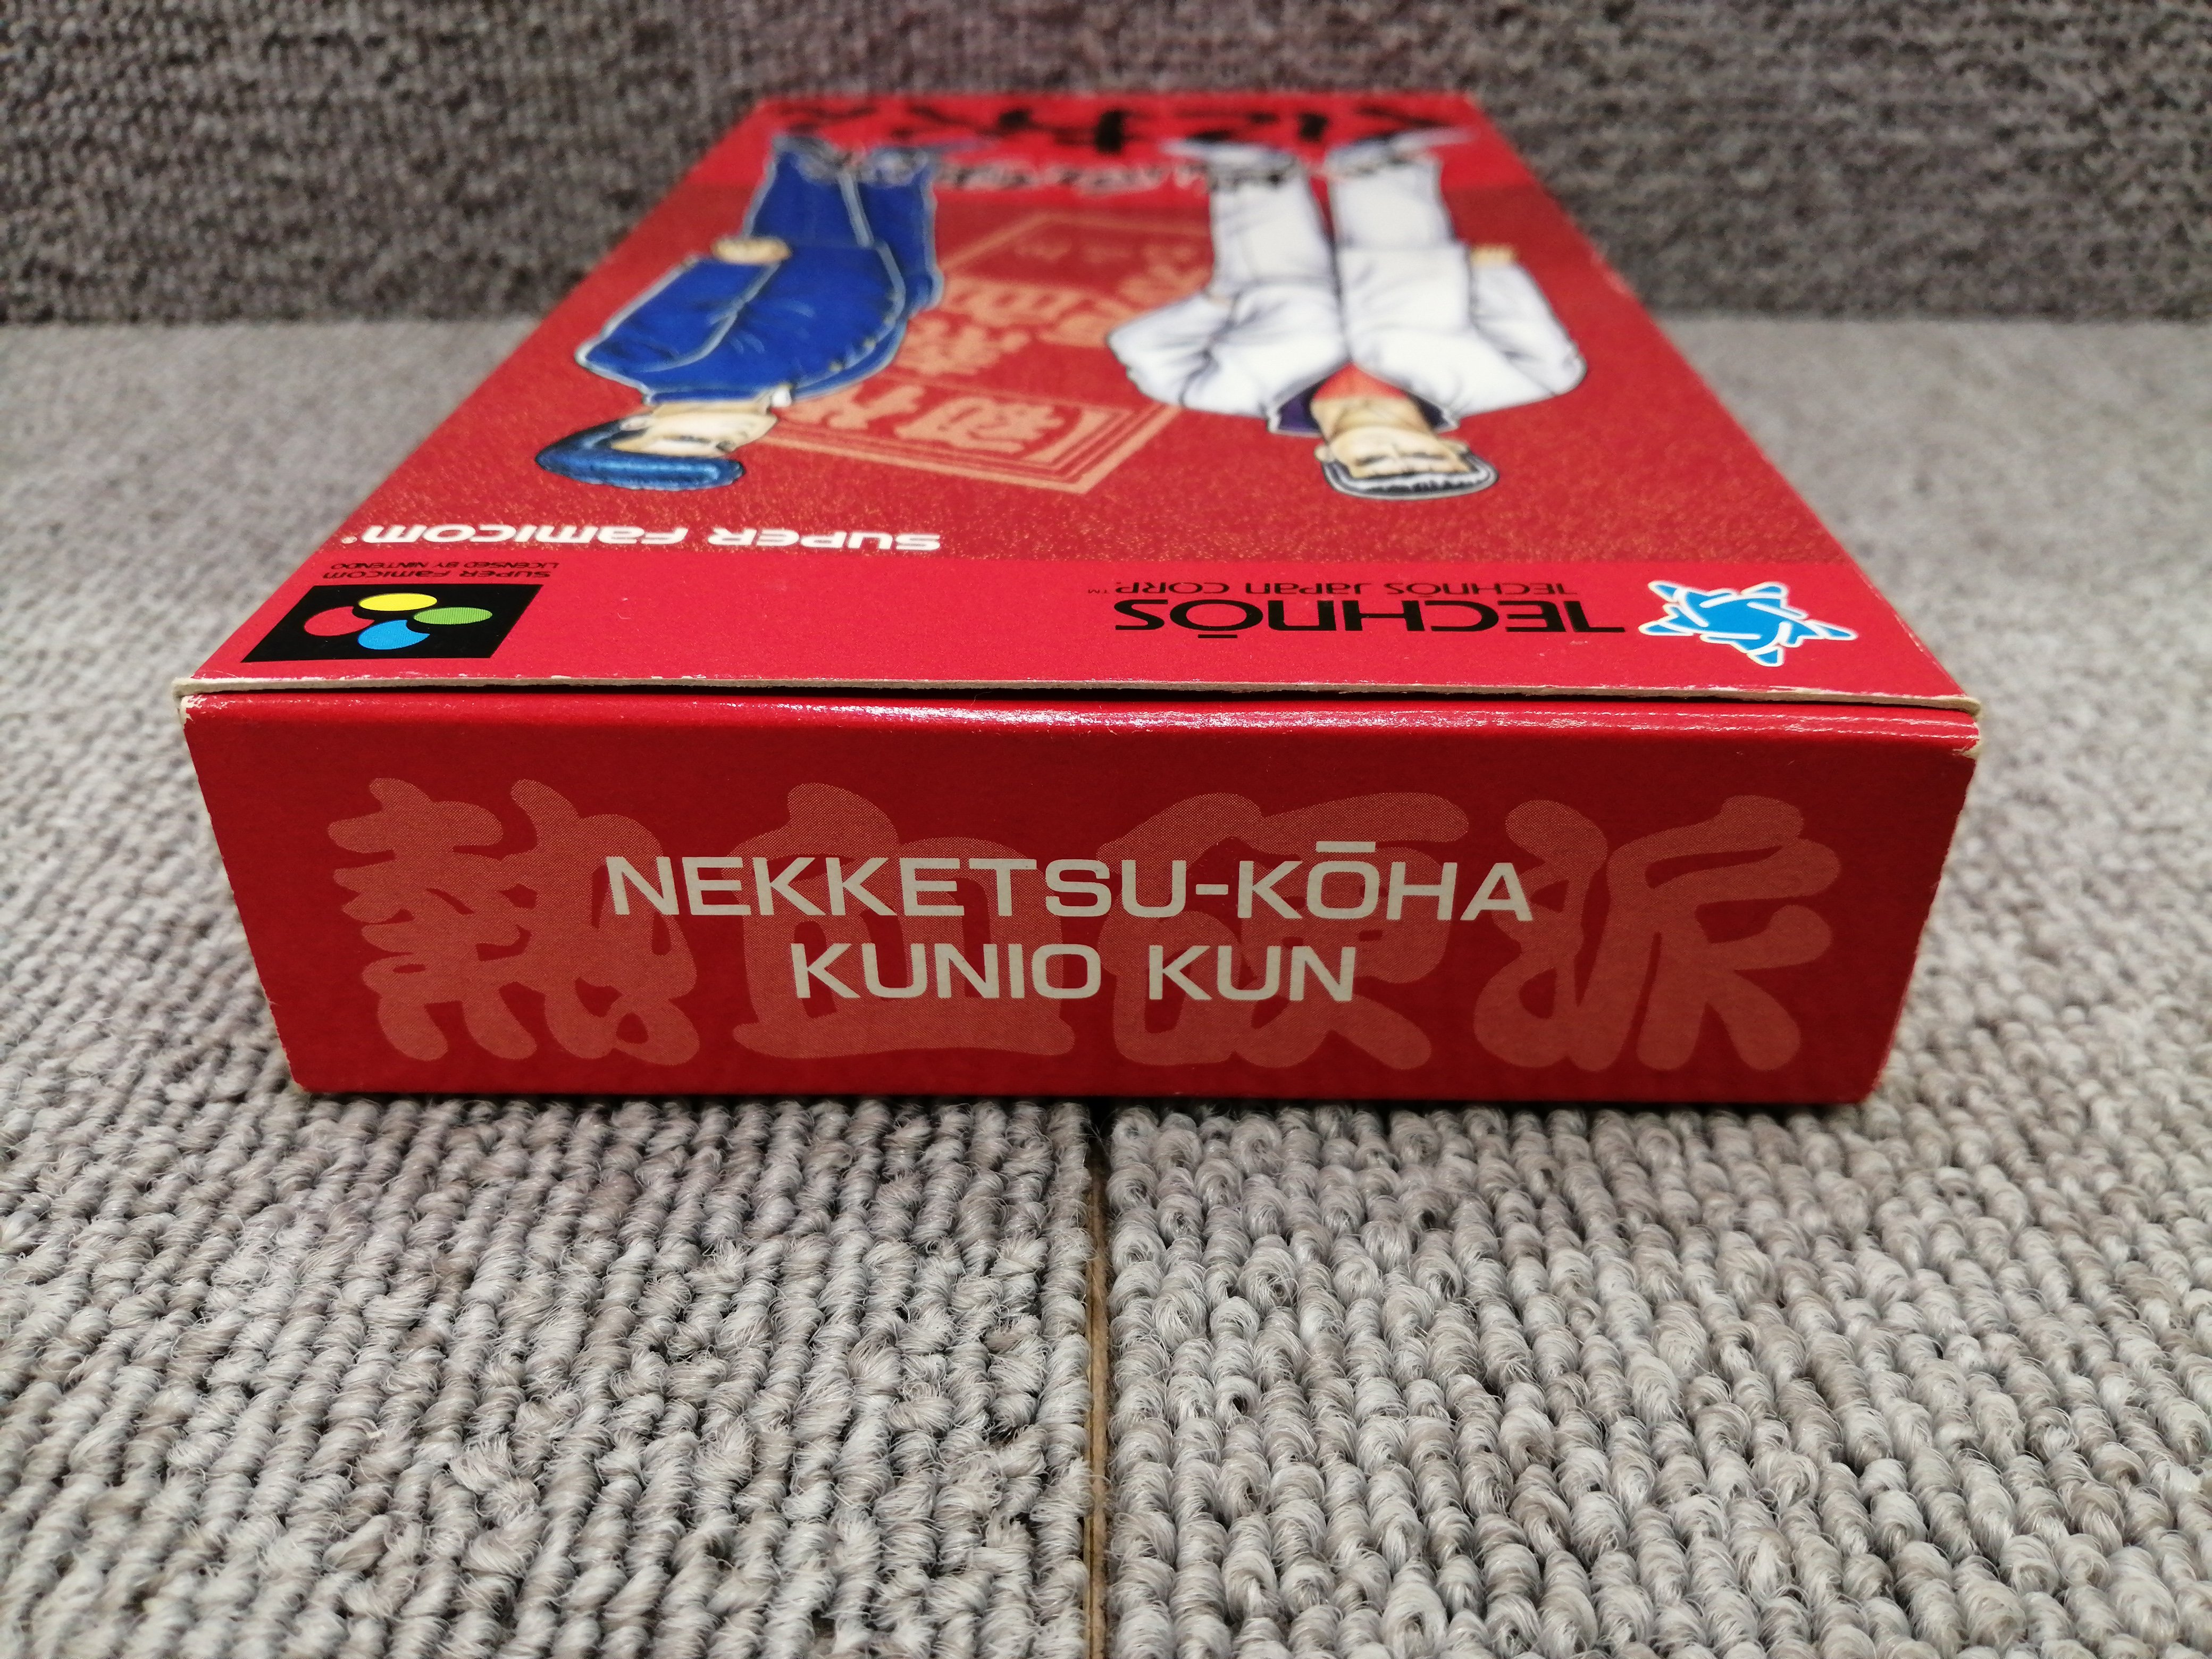 SUPER FAMICOM
SUPER FAMICOM
LICENSED BY NINTENDO
TECHNŌS JAPAN CORP.™
TECHNŌS
熱血硬派
NEKKETSU-KŌHA
KUNIO KUN